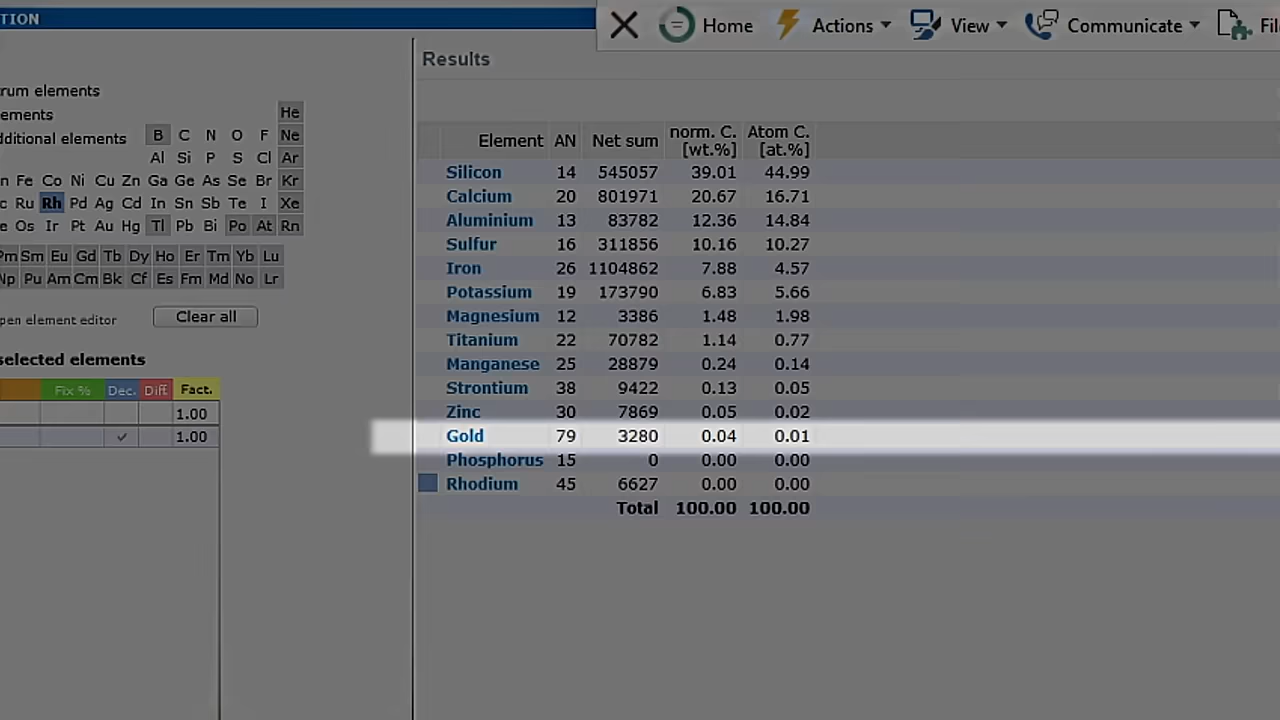 TION
Home Actions View Communicate Fil
Results
rum elements
ements
dditional elements
He
B C N O F Ne
Al Si P S Cl Ar
n Fe Co Ni Cu Zn Ga Ge As Se Br Kr
c Ru Rh Pd Ag Cd In Sn Sb Te I Xe
e Os Ir Pt Au Hg Tl Pb Bi Po At Rn
Pm Sm Eu Gd Tb Dy Ho Er Tm Yb Lu
Np Pu Am Cm Bk Cf Es Fm Md No Lr
pen element editor Clear all
selected elements
Fix % Dec. Diff. Fact.
1.00
✓ 1.00
Element AN Net sum norm. C. [wt.%] Atom C. [at.%]
Silicon 14 545057 39.01 44.99
Calcium 20 801971 20.67 16.71
Aluminium 13 83782 12.36 14.84
Sulfur 16 311856 10.16 10.27
Iron 26 1104862 7.88 4.57
Potassium 19 173790 6.83 5.66
Magnesium 12 3386 1.48 1.98
Titanium 22 70782 1.14 0.77
Manganese 25 28879 0.24 0.14
Strontium 38 9422 0.13 0.05
Zinc 30 7869 0.05 0.02
Gold 79 3280 0.04 0.01
Phosphorus 15 0 0.00 0.00
Rhodium 45 6627 0.00 0.00
Total 100.00 100.00